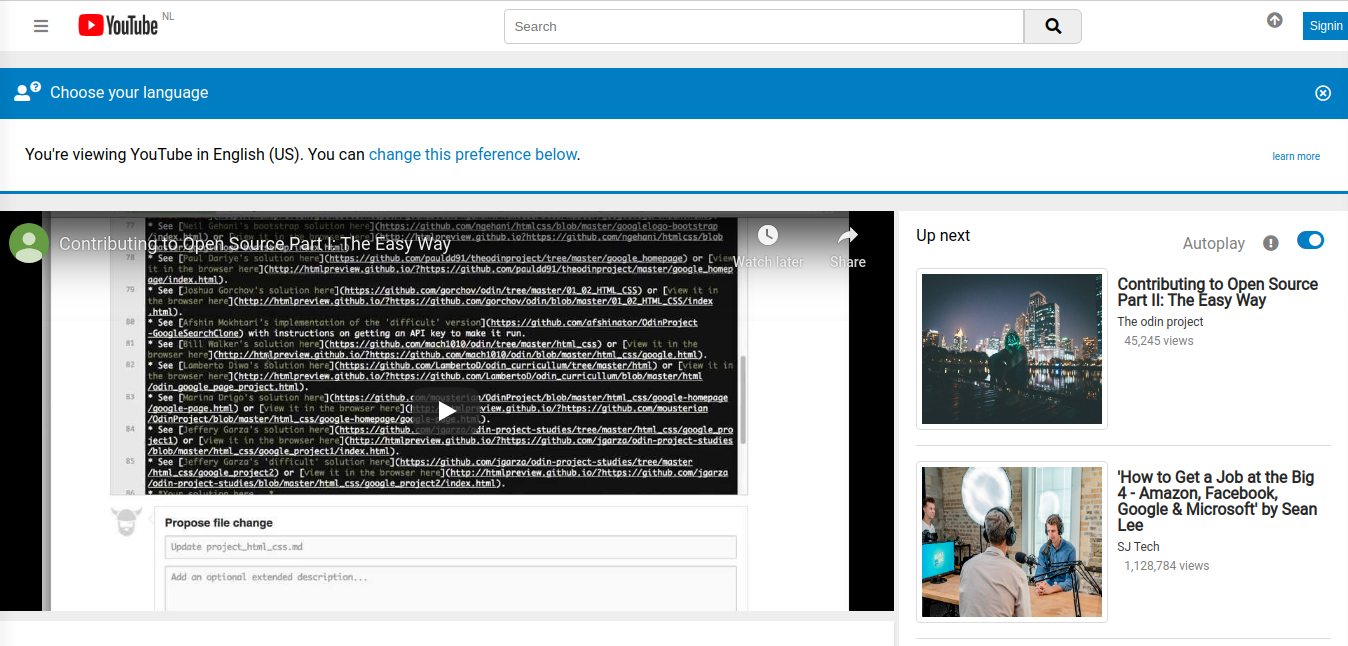 YouTube NL
Search
Signin
Choose your language
You're viewing YouTube in English (US). You can change this preference below.
learn more
Contributing to Open Source Part I: The Easy Way
Watch later
Share
77
* See [Neil Gehani's bootstrap solution here](https://github.com/ngehani/googlelogo-bootstrap
/index.html) or [view it in the browser here](http://htmlpreview.github.io/?https://github.com/ngehani/html/css/blob
78
* See [Paul Dariye's solution here](https://github.com/pauldd91/theodinproject/tree/master/google_homepage) or [view
it in the browser here](http://htmlpreview.github.io/?https://github.com/pauldd91/theodinproject/blob/master/google_homep
age/index.html).
79
* See [Joshua Gorchov's solution here](https://github.com/gorchov/odin/tree/master/01_02_HTML_CSS) or [view it in
the browser here](http://htmlpreview.github.io/?https://github.com/gorchov/odin/blob/master/01_02_HTML_CSS/index
.html).
80
* See [Afshin Mokhtari's implementation of the 'difficult' version](https://github.com/afshinator/OdinProject
-GoogleSearchClone) with instructions on getting an API key to make it run.
81
* See [Bill Walker's solution here](https://github.com/mach1010/odin/tree/master/html_css) or [view it in the
browser here](http://htmlpreview.github.io/?https://github.com/mach1010/odin/blob/master/html_css/google.html).
82
* See [Lamberto Diwa's solution here](https://github.com/LambertoD/odin_curricullum/tree/master/html) or [view it in
the browser here](http://htmlpreview.github.io/?https://github.com/LambertoD/odin_curricullum/blob/master/html
/odin_google_page_project.html).
83
* See [Marina Drigo's solution here](https://github.com/mousterian/OdinProject/blob/master/html_css/google-homepage
/google-page.html) or [view it in the browser here](http://htmlpreview.github.io/?https://github.com/mousterian
/OdinProject/blob/master/html_css/google-homepage/google-page.html).
84
* See [Jeffery Garza's solution here](https://github.com/jgarza/odin-project-studies/tree/master/html_css/google_pro
ject1) or [view it in the browser here](http://htmlpreview.github.io/?https://github.com/jgarza/odin-project-studies
/blob/master/html_css/google_project1/index.html).
85
* See [Jeffery Garza's 'difficult' solution here](https://github.com/jgarza/odin-project-studies/tree/master
/html_css/google_project2) or [view it in the browser here](http://htmlpreview.github.io/?https://github.com/jgarza
/odin-project-studies/blob/master/html_css/google_project2/index.html).
86
Propose file change
Update project_html_css.md
Add an optional extended description...
Up next
Autoplay
Contributing to Open Source
Part II: The Easy Way
The odin project
45,245 views
'How to Get a Job at the Big
4 - Amazon, Facebook,
Google & Microsoft' by Sean
Lee
SJ Tech
1,128,784 views